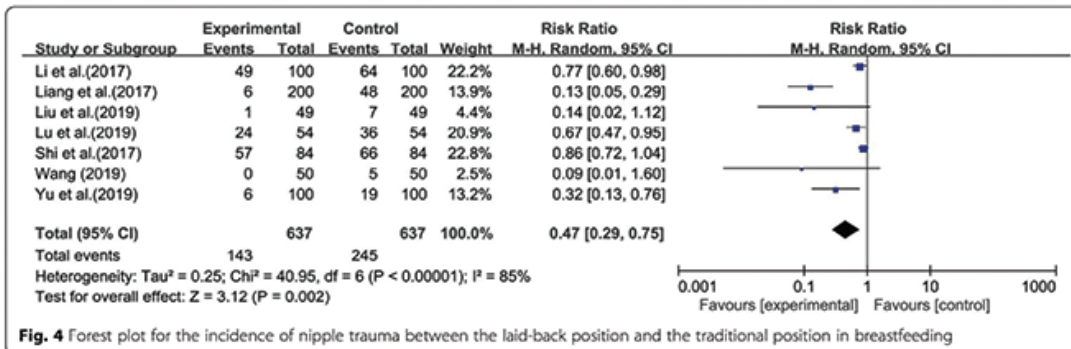 Experimental Control Risk Ratio Risk Ratio
Study or Subgroup Events Total Events Total Weight M-H. Random. 95% CI M-H. Random. 95% CI
Li et al.(2017) 49 100 64 100 22.2% 0.77 [0.60, 0.98]
Liang et al.(2017) 6 200 48 200 13.9% 0.13 [0.05, 0.29]
Liu et al.(2019) 1 49 7 49 4.4% 0.14 [0.02, 1.12]
Lu et al.(2019) 24 54 36 54 20.9% 0.67 [0.47, 0.95]
Shi et al.(2017) 57 84 66 84 22.8% 0.86 [0.72, 1.04]
Wang (2019) 0 50 5 50 2.5% 0.09 [0.01, 1.60]
Yu et al.(2019) 6 100 19 100 13.2% 0.32 [0.13, 0.76]
Total (95% CI) 637 637 100.0% 0.47 [0.29, 0.75]
Total events 143 245
Heterogeneity: Tau² = 0.25; Chi² = 40.95, df = 6 (P < 0.00001); I² = 85%
Test for overall effect: Z = 3.12 (P = 0.002)
0.001 0.1 1 10 1000
Favours [experimental] Favours [control]
Fig. 4 Forest plot for the incidence of nipple trauma between the laid-back position and the traditional position in breastfeeding